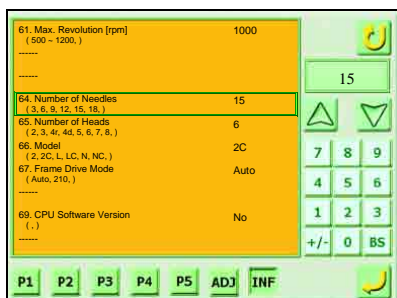 61. Max. Revolution [rpm] 1000
( 500 ~ 1200, )
------
------
15
64. Number of Needles 15
( 3, 6, 9, 12, 15, 18, )
65. Number of Heads 6
( 2, 3, 4r, 4d, 5, 6, 7, 8, )
66. Model 2C
( 2, 2C, L, LC, N, NC, )
67. Frame Drive Mode Auto
( Auto, 210, )
------
69. CPU Software Version No
( , )
------
7 8 9
4 5 6
1 2 3
+/- 0 BS
P1 P2 P3 P4 P5 ADJ INF